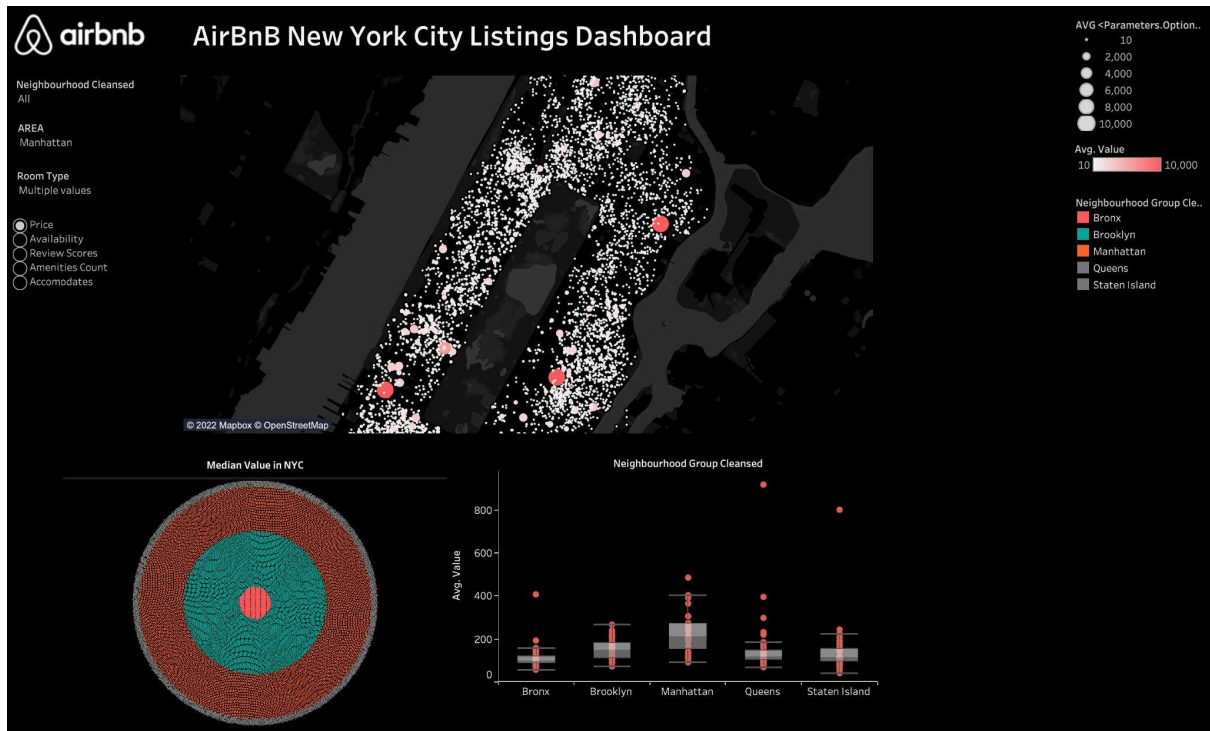 airbnb
AirBnB New York City Listings Dashboard
Neighbourhood Cleansed
All
AREA
Manhattan
Room Type
Multiple values
Price
Availability
Review Scores
Amenities Count
Accomodates
© 2022 Mapbox © OpenStreetMap
AVG <Parameters.Option..
10
2,000
4,000
6,000
8,000
10,000
Avg. Value
10 10,000
Neighbourhood Group Cle..
Bronx
Brooklyn
Manhattan
Queens
Staten Island
Median Value in NYC
Neighbourhood Group Cleansed
Avg. Value
800
600
400
200
0
Bronx Brooklyn Manhattan Queens Staten Island